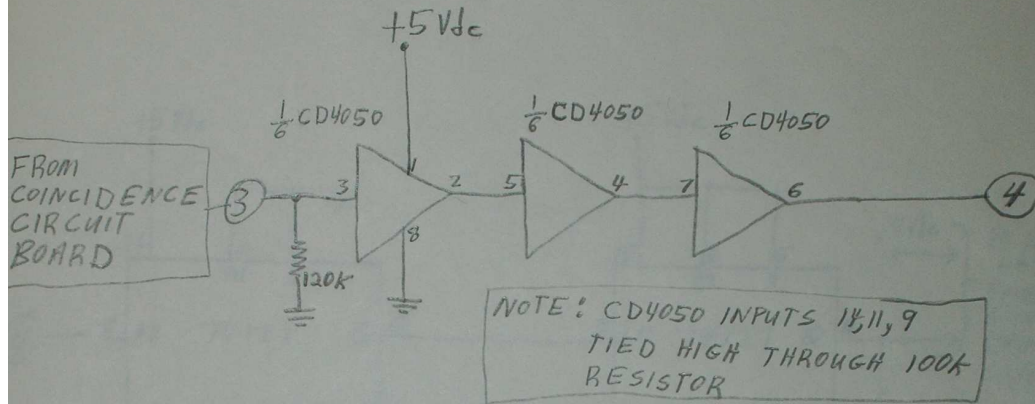 +5 Vdc
1/6 CD4050
1/6 CD4050
1/6 CD4050
FROM
COINCIDENCE
CIRCUIT
BOARD
3
3
1
2
8
5
4
7
6
4
120K
NOTE: CD4050 INPUTS 14, 11, 9
TIED HIGH THROUGH 100K
RESISTOR